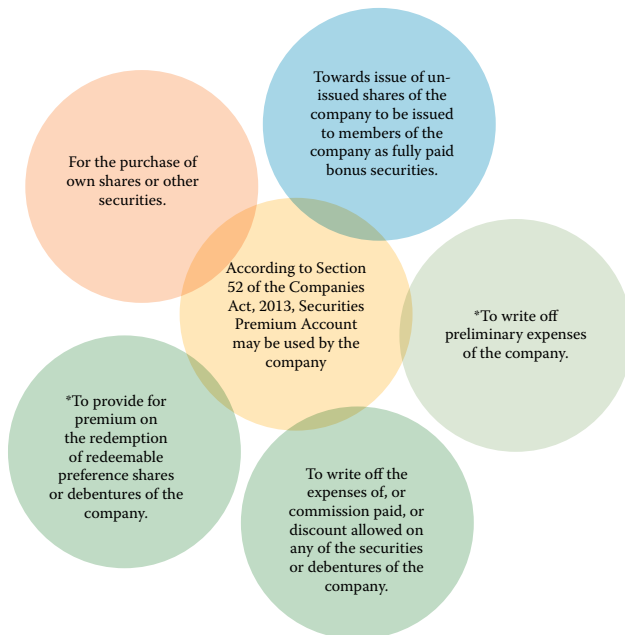 Towards issue of un-
issued shares of the
company to be issued
to members of the
company as fully paid
bonus securities.
For the purchase of
own shares or other
securities.
According to Section
52 of the Companies
Act, 2013, Securities
Premium Account
may be used by the
company
*To write off
preliminary expenses
of the company.
*To provide for
premium on
the redemption
of redeemable
preference shares
or debentures of the
company.
To write off the
expenses of, or
commission paid, or
discount allowed on
any of the securities
or debentures of the
company.